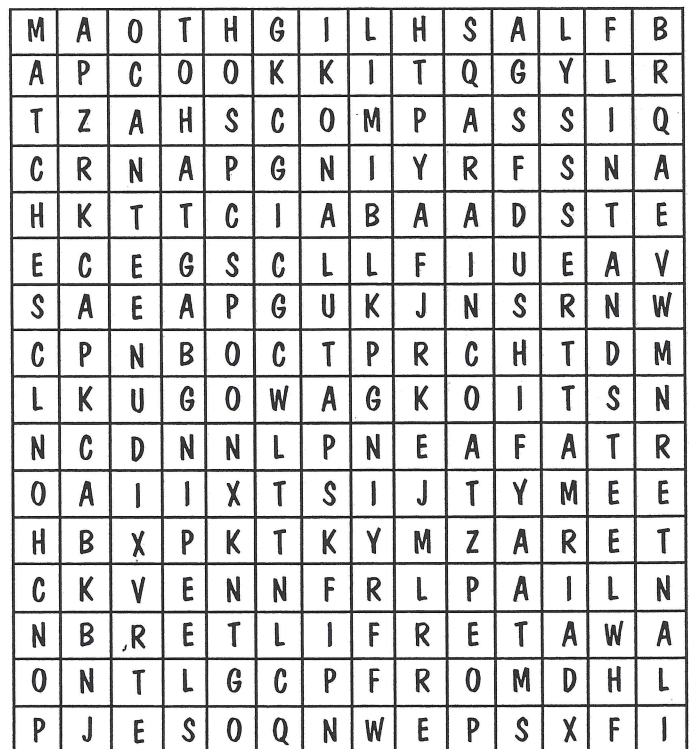 M A O T H G I L H S A L F B
A P C O O K K I T Q G Y L R
T Z A H S C O M P A S S I Q
C R N A P G N I Y R F S N A
H K T T C I A B A A D S T E
E C E G S C L L F I U E A V
S A E A P G U K J N S R N W
C P N B O C T P R C H T D M
L K U G O W A G K O I T S N
N C D N N L P N E A F A T R
O A I I X T S I J T Y M E E
H B X P K T K Y M Z A R E T
C K V E N N F R L P A I L N
N B R E T L I F R E T A W A
O N T L G C P F R O M D H L
P J E S O Q N W E P S X F I